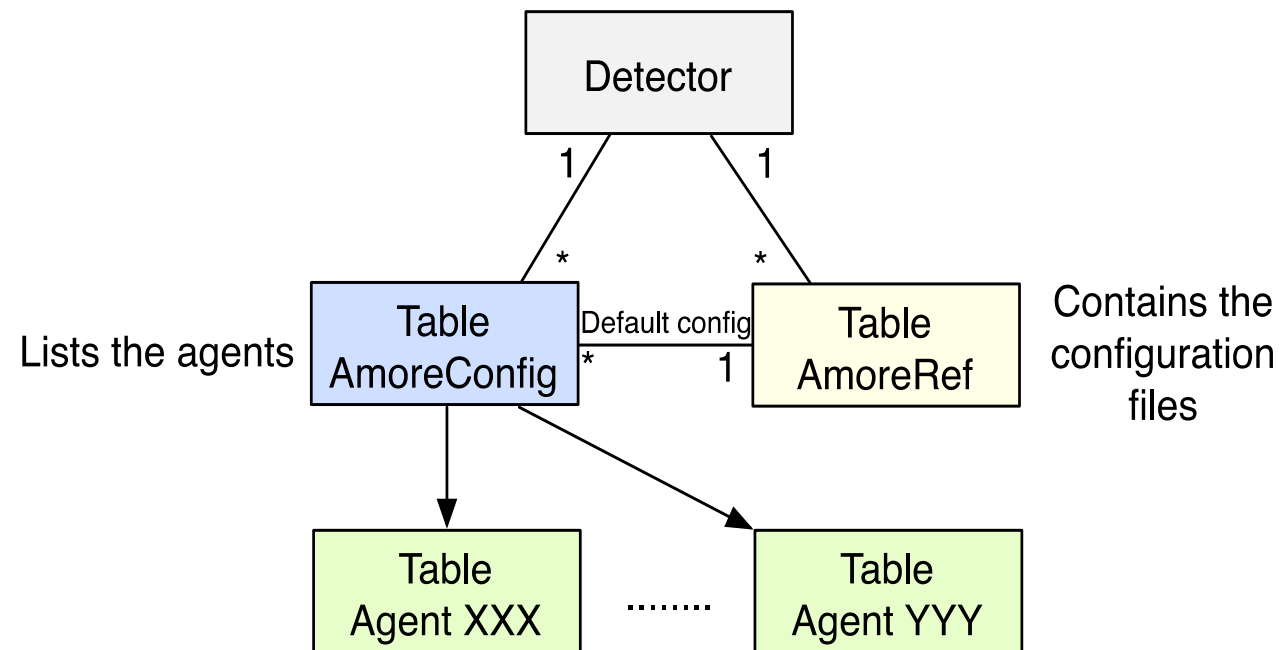 Detector
1
1
*
*
Lists the agents
Table
AmoreConfig
Default config
*
1
Table
AmoreRef
Contains the
configuration
files
Table
Agent XXX
........
Table
Agent YYY